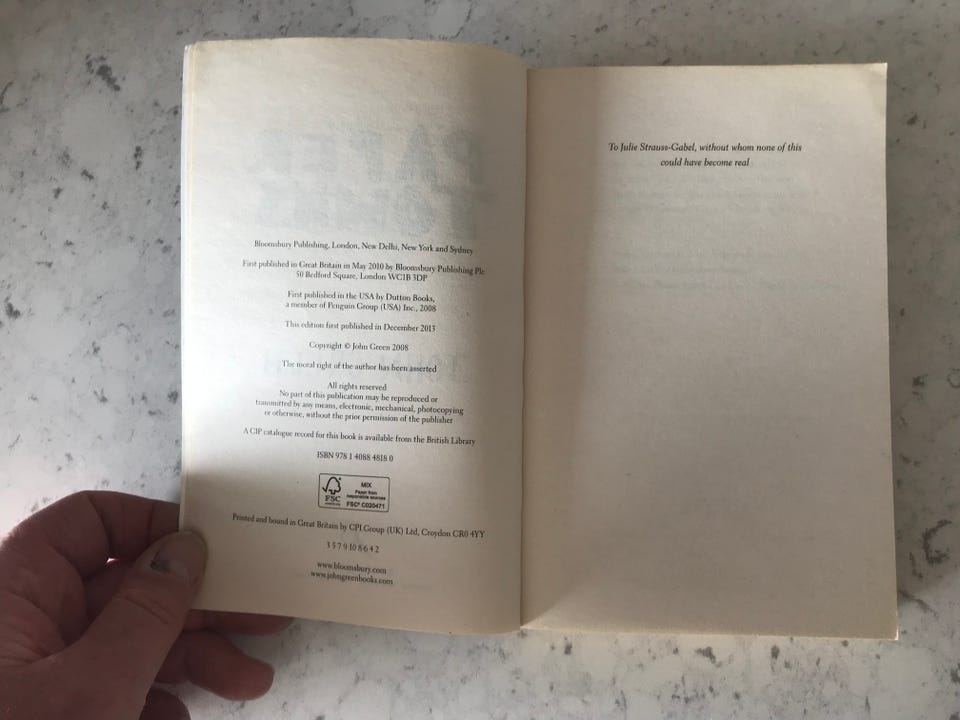 Bloomsbury Publishing, London, New Delhi, New York and Sydney
First published in Great Britain in May 2010 by Bloomsbury Publishing Plc
50 Bedford Square, London WC1B 3DP
First published in the USA by Dutton Books,
a member of Penguin Group (USA) Inc., 2008
This edition first published in December 2013
Copyright © John Green 2008
The moral right of the author has been asserted
All rights reserved
No part of this publication may be reproduced or
transmitted by any means, electronic, mechanical, photocopying
or otherwise, without the prior permission of the publisher
A CIP catalogue record for this book is available from the British Library
ISBN 978 1 4088 4818 0
FSC
MIX
Paper from
responsible sources
FSC® C020471
Printed and bound in Great Britain by CPI Group (UK) Ltd, Croydon CR0 4YY
3 5 7 9 10 8 6 4 2
www.bloomsbury.com
www.johngreenbooks.com
To Julie Strauss-Gabel, without whom none of this
could have become real